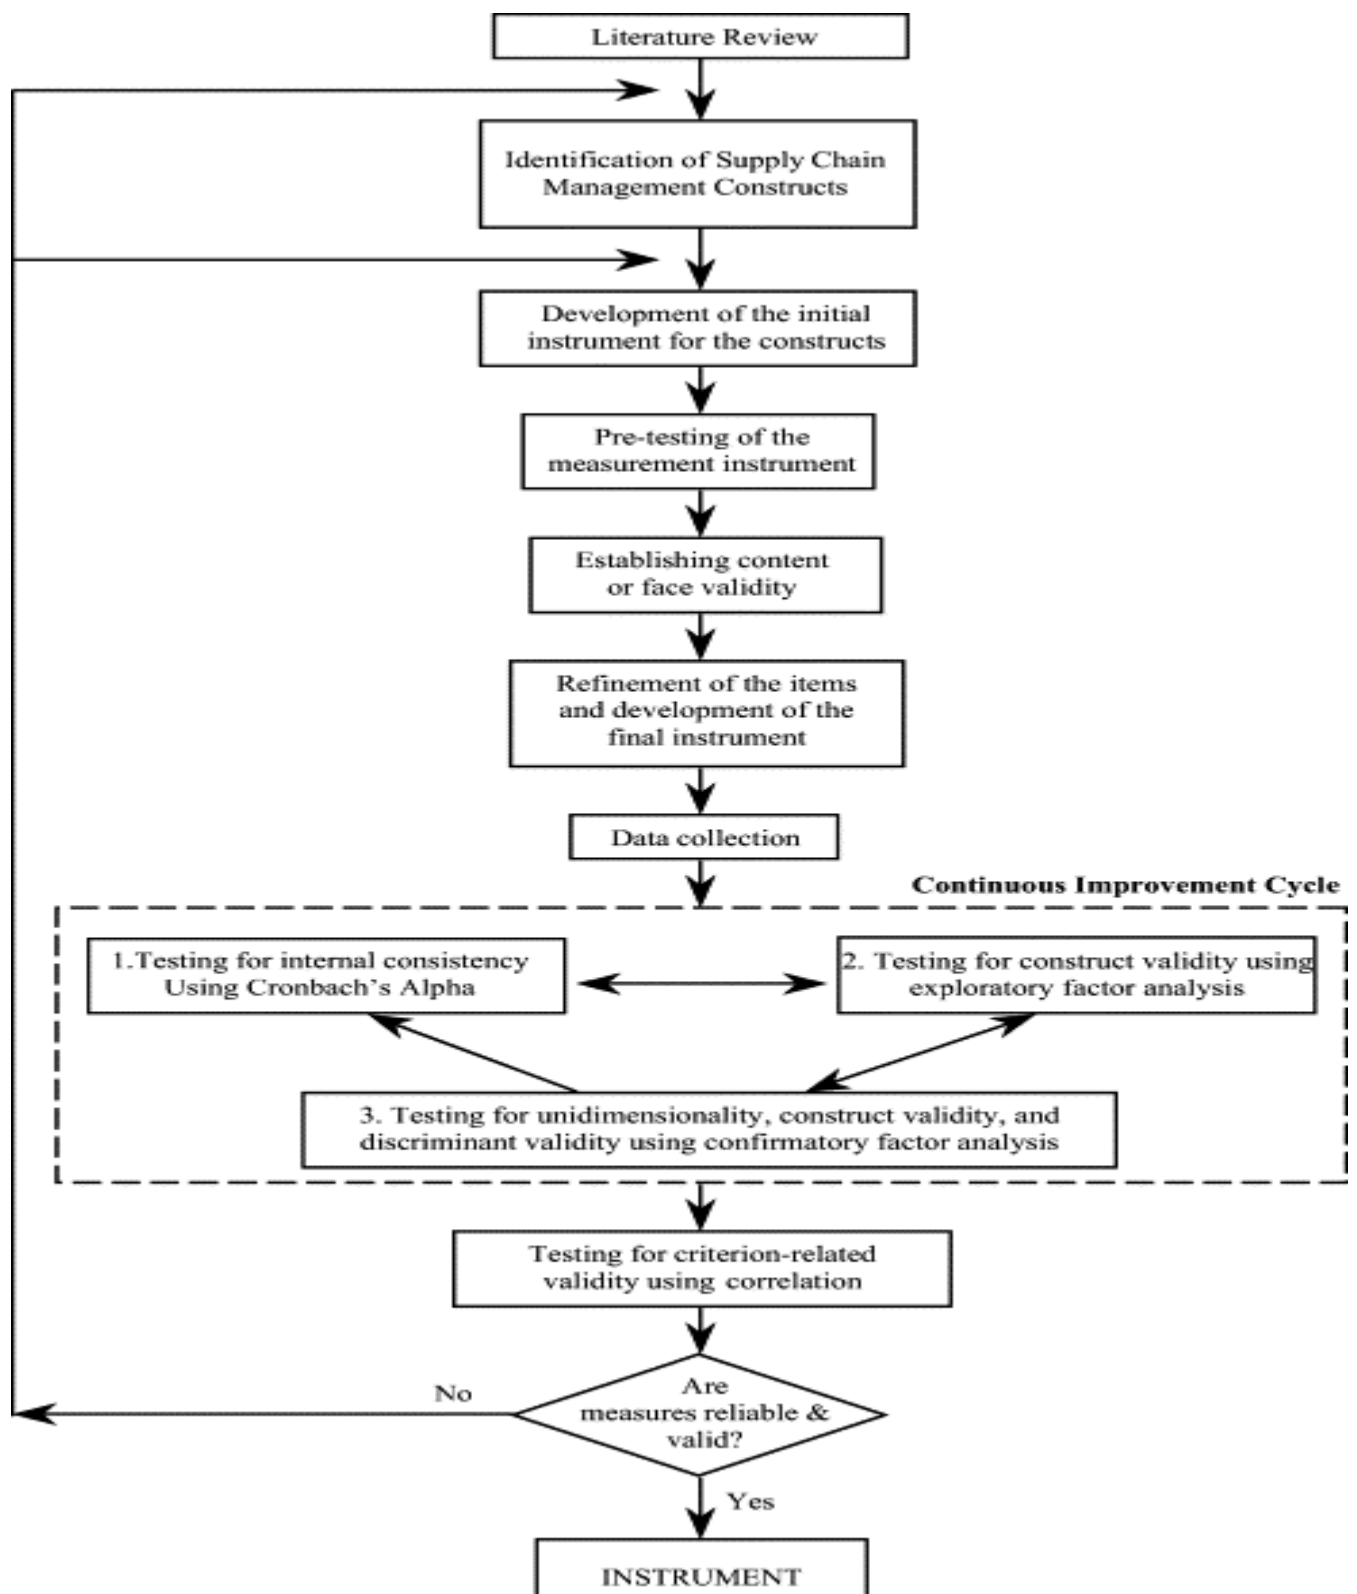 Literature Review
Identification of Supply Chain
Management Constructs
Development of the initial
instrument for the constructs
Pre-testing of the
measurement instrument
Establishing content
or face validity
Refinement of the items
and development of the
final instrument
Data collection
Continuous Improvement Cycle
1.Testing for internal consistency
Using Cronbach's Alpha
2. Testing for construct validity using
exploratory factor analysis
3. Testing for unidimensionality, construct validity, and
discriminant validity using confirmatory factor analysis
Testing for criterion-related
validity using correlation
No
Are
measures reliable &
valid?
Yes
INSTRUMENT